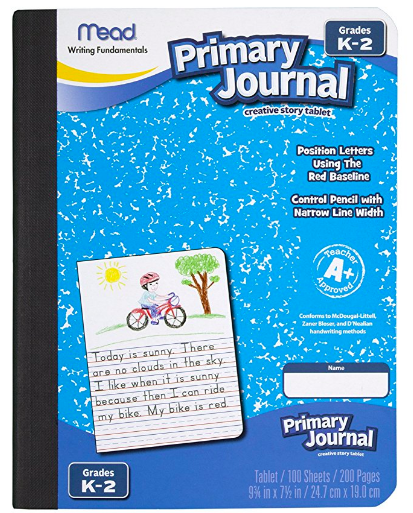 Mead
Writing Fundamentals
Grades
K-2
Primary
Journal
creative story tablet
Position Letters
Using The
Red Baseline
Control Pencil with
Narrow Line Width
Teacher
A+
Approved
Conforms to McDougal-Littell,
Zaner Bloser, and D'Nealian
handwriting methods
Today is sunny. There
are no clouds in the sky.
I like when it is sunny
because then I can ride
my bike. My bike is red
Name
Primary
Journal
creative story tablet
Grades
K-2
Tablet / 100 Sheets / 200 Pages
9¾ in x 7½ in / 24.7 cm x 19.0 cm